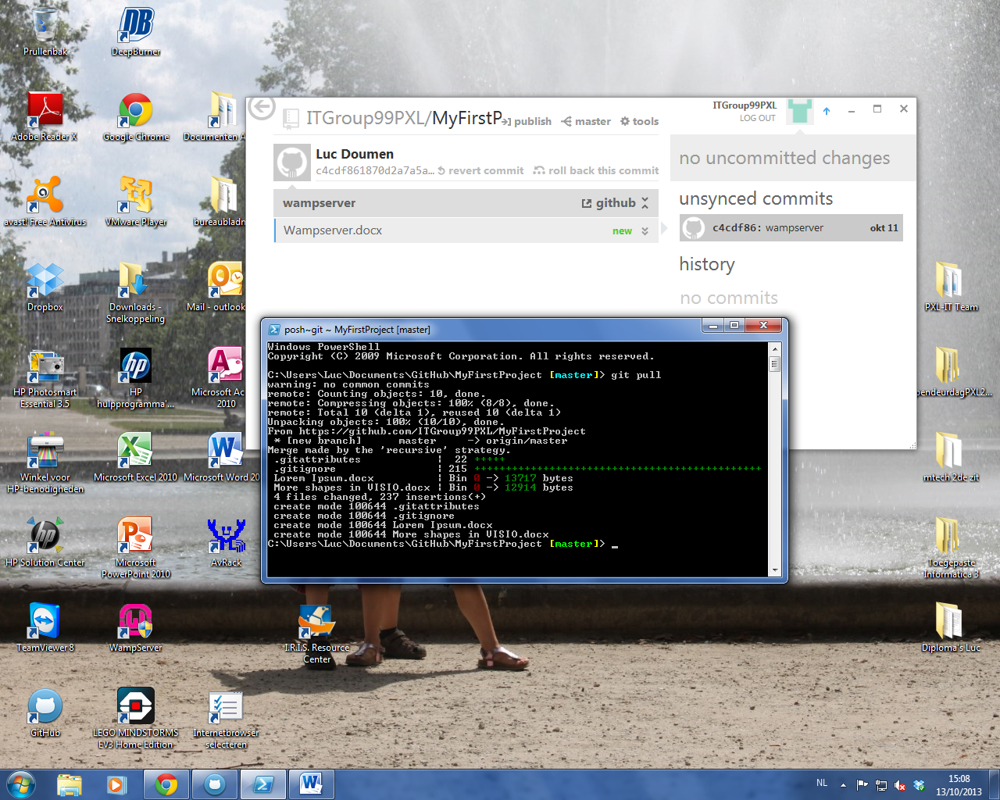 Prullenbak
DeepBurner
Adobe Reader X
Google Chrome
Documenten A
avast! Free Antivirus
VMware Player
bureaubladn
Dropbox
Downloads -
Snelkoppeling
Mail - outlook
HP Photosmart
Essential 3.5
HP
hulpprogramma'...
Microsoft Ac
2010
Winkel voor
HP-benodigheden
Microsoft Excel 2010
Microsoft Word 20
HP Solution Center
Microsoft
PowerPoint 2010
AvRack
TeamViewer 8
WampServer
I.R.I.S. Resource
Center
GitHub
LEGO MINDSTORMS
EV3 Home Edition
Internetbrowser
selecteren
ITGroup99PXL/MyFirstP
publish
master
tools
ITGroup99PXL
LOG OUT
Luc Doumen
c4cdf861870d2a7a5a...
revert commit
roll back this commit
wampserver
github
Wampserver.docx
new
no uncommitted changes
unsynced commits
c4cdf86: wampserver
okt 11
history
no commits
posh~git ~ MyFirstProject [master]
Windows PowerShell
Copyright (C) 2009 Microsoft Corporation. All rights reserved.
C:\Users\Luc\Documents\GitHub\MyFirstProject [master]> git pull
warning: no common commits
remote: Counting objects: 10, done.
remote: Compressing objects: 100% (8/8), done.
remote: Total 10 (delta 1), reused 10 (delta 1)
Unpacking objects: 100% (10/10), done.
From https://github.com/ITGroup99PXL/MyFirstProject
* [new branch] master -> origin/master
Merge made by the 'recursive' strategy.
.gitattributes | 22 +++++
.gitignore | 215 ++++++++++++++++++++++++++++++++++++++++++++++
Lorem Ipsum.docx | Bin 0 -> 13717 bytes
More shapes in VISIO.docx | Bin 0 -> 12914 bytes
4 files changed, 237 insertions(+)
create mode 100644 .gitattributes
create mode 100644 .gitignore
create mode 100644 Lorem Ipsum.docx
create mode 100644 More shapes in VISIO.docx
C:\Users\Luc\Documents\GitHub\MyFirstProject [master]> _
PXL-IT Team
pendeurdagPXL2...
mtech 2de zit
Toegepaste
Informatica 3
Diploma's Luc
NL
15:08
13/10/2013